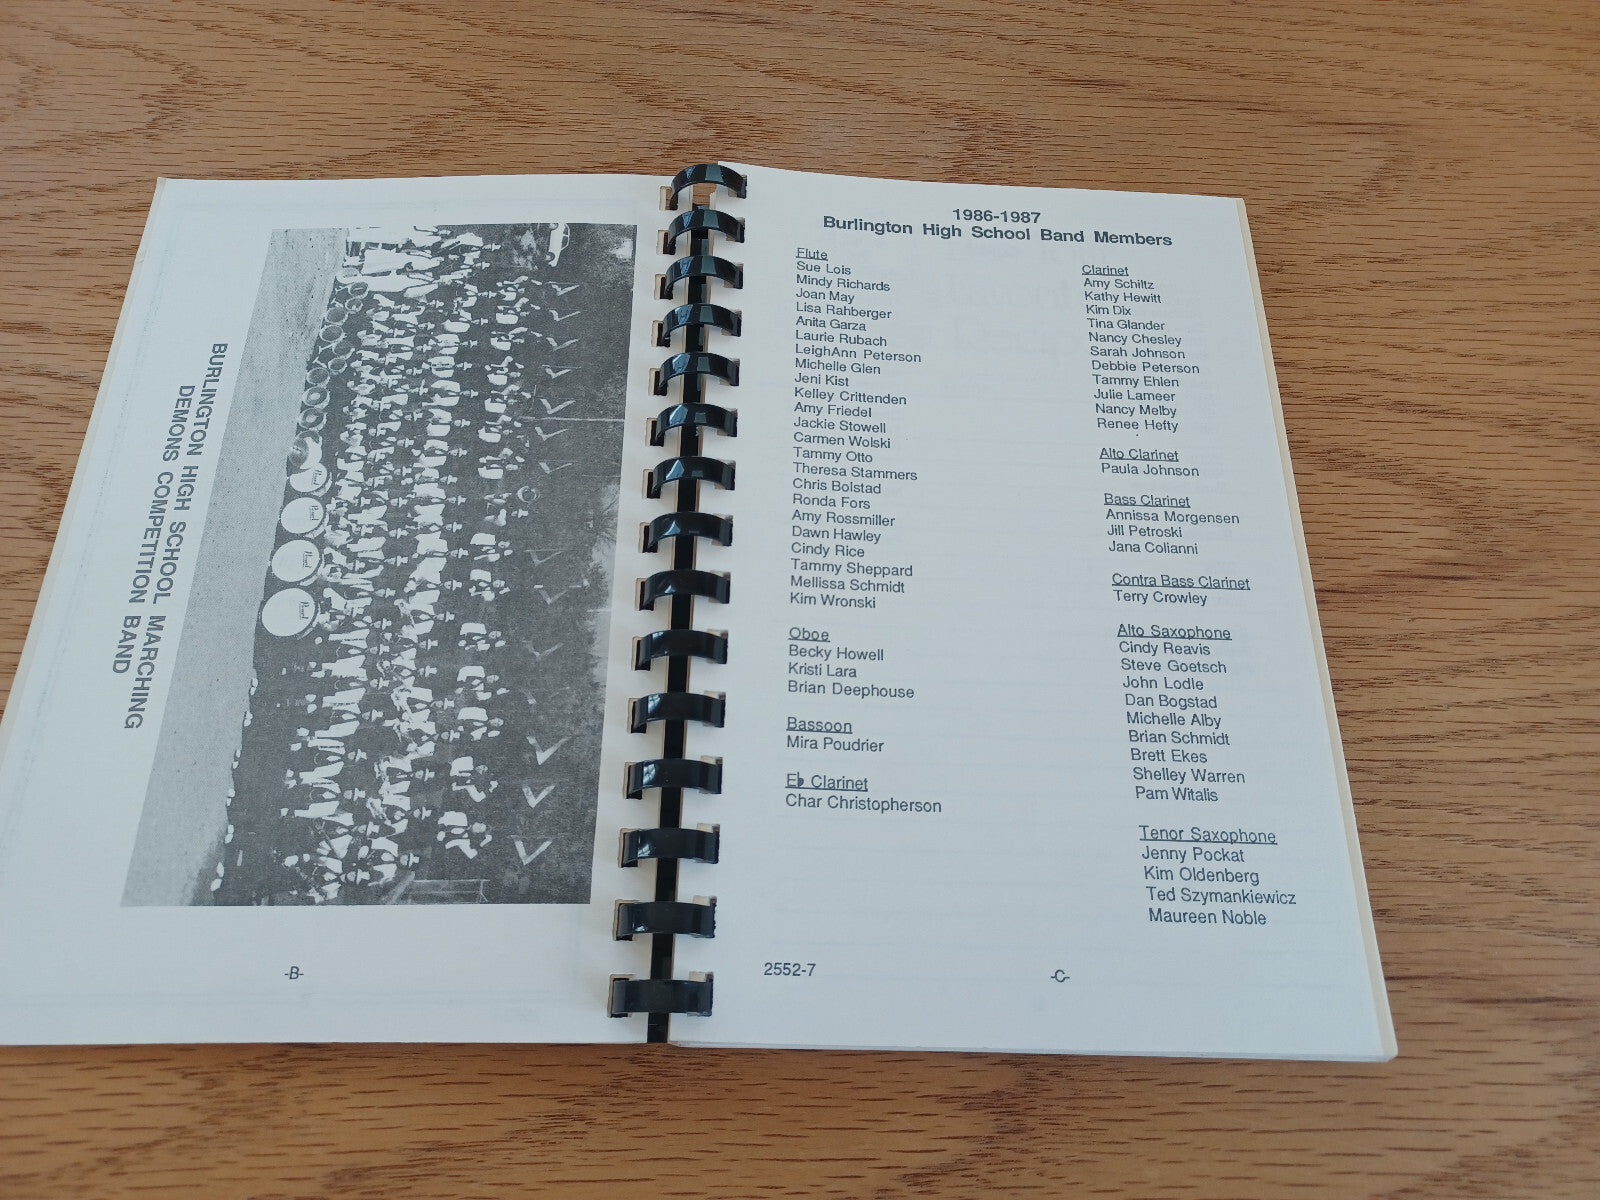 BURLINGTON HIGH SCHOOL MARCHING
DEMONS COMPETITION BAND
-B-
1986-1987
Burlington High School Band Members
Flute
Sue Lois
Mindy Richards
Joan May
Lisa Rahberger
Anita Garza
Laurie Rubach
LeighAnn Peterson
Michelle Glen
Jeni Kist
Kelley Crittenden
Amy Friedel
Jackie Stowell
Carmen Wolski
Tammy Otto
Theresa Stammers
Chris Bolstad
Ronda Fors
Amy Rossmiller
Dawn Hawley
Cindy Rice
Tammy Sheppard
Mellissa Schmidt
Kim Wronski
Oboe
Becky Howell
Kristi Lara
Brian Deephouse
Bassoon
Mira Poudrier
E♭ Clarinet
Char Christopherson
Clarinet
Amy Schiltz
Kathy Hewitt
Kim Dix
Tina Glander
Nancy Chesley
Sarah Johnson
Debbie Peterson
Tammy Ehlen
Julie Lameer
Nancy Melby
Renee Hefty
Alto Clarinet
Paula Johnson
Bass Clarinet
Annissa Morgensen
Jill Petroski
Jana Colianni
Contra Bass Clarinet
Terry Crowley
Alto Saxophone
Cindy Reavis
Steve Goetsch
John Lodle
Dan Bogstad
Michelle Alby
Brian Schmidt
Brett Ekes
Shelley Warren
Pam Witalis
Tenor Saxophone
Jenny Pockat
Kim Oldenberg
Ted Szymankiewicz
Maureen Noble
2552-7
-C-